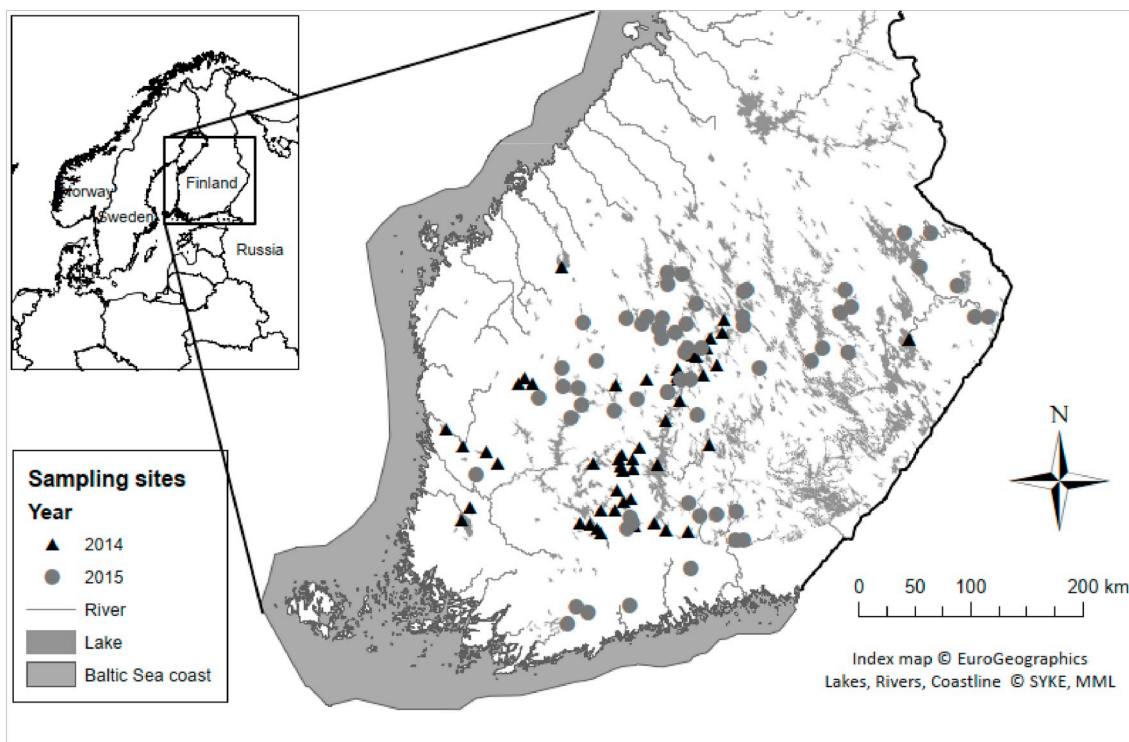 Norway
Sweden
Finland
Russia
Sampling sites
Year
2014
2015
River
Lake
Baltic Sea coast
N
0 50 100 200 km
Index map © EuroGeographics
Lakes, Rivers, Coastline © SYKE, MML